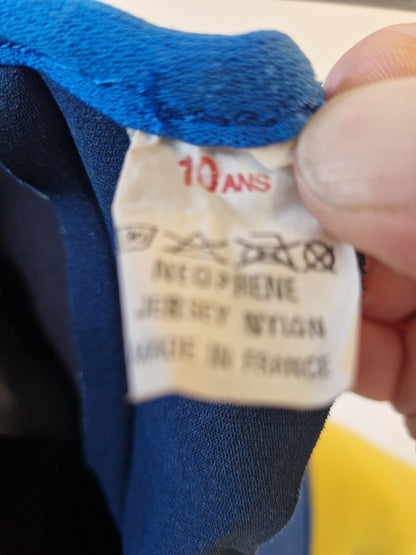 10 ANS
NEOPRENE
JERSEY NYLON
MADE IN FRANCE